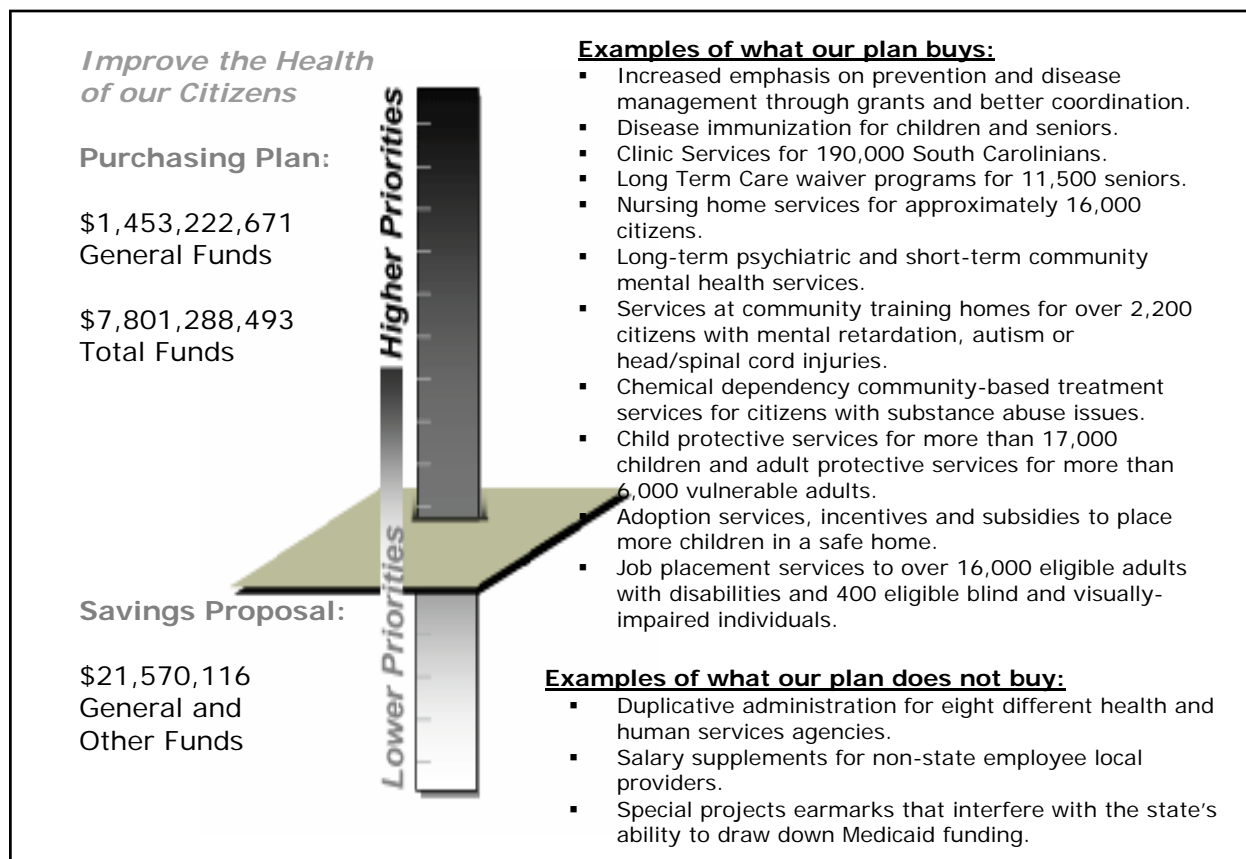 Improve the Health
of our Citizens
Purchasing Plan:
$1,453,222,671
General Funds
$7,801,288,493
Total Funds
Savings Proposal:
$21,570,116
General and
Other Funds
Higher Priorities
Lower Priorities
Examples of what our plan buys:
▪ Increased emphasis on prevention and disease
management through grants and better coordination.
▪ Disease immunization for children and seniors.
▪ Clinic Services for 190,000 South Carolinians.
▪ Long Term Care waiver programs for 11,500 seniors.
▪ Nursing home services for approximately 16,000
citizens.
▪ Long-term psychiatric and short-term community
mental health services.
▪ Services at community training homes for over 2,200
citizens with mental retardation, autism or
head/spinal cord injuries.
▪ Chemical dependency community-based treatment
services for citizens with substance abuse issues.
▪ Child protective services for more than 17,000
children and adult protective services for more than
6,000 vulnerable adults.
▪ Adoption services, incentives and subsidies to place
more children in a safe home.
▪ Job placement services to over 16,000 eligible adults
with disabilities and 400 eligible blind and visually-
impaired individuals.
Examples of what our plan does not buy:
▪ Duplicative administration for eight different health and
human services agencies.
▪ Salary supplements for non-state employee local
providers.
▪ Special projects earmarks that interfere with the state’s
ability to draw down Medicaid funding.